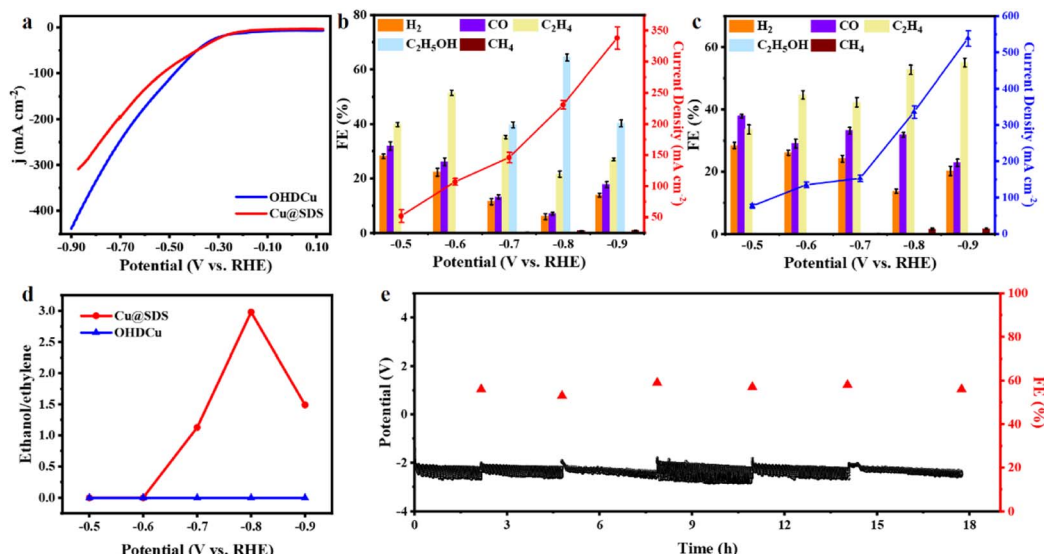 a
j (mA cm-2)
0
-100
-200
-300
-400
OHDCu
Cu@SDS
-0.90 -0.70 -0.50 -0.30 -0.10 0.10
Potential (V vs. RHE)
b
H2 CO C2H4
C2H5OH CH4
FE (%)
80
60
40
20
0
Current Density (mA cm-2)
350
300
250
200
150
100
50
-0.5 -0.6 -0.7 -0.8 -0.9
Potential (V vs. RHE)
c
H2 CO C2H4
C2H5OH CH4
FE (%)
60
40
20
0
Current Density (mA cm-2)
600
500
400
300
200
100
0
-0.5 -0.6 -0.7 -0.8 -0.9
Potential (V vs. RHE)
d
Cu@SDS
OHDCu
Ethanol/ethylene
3.0
2.5
2.0
1.5
1.0
0.5
0.0
-0.5 -0.6 -0.7 -0.8 -0.9
Potential (V vs. RHE)
e
Potential (V)
4
2
0
-2
-4
FE (%)
100
80
60
40
20
0
0 3 6 9 12 15 18
Time (h)